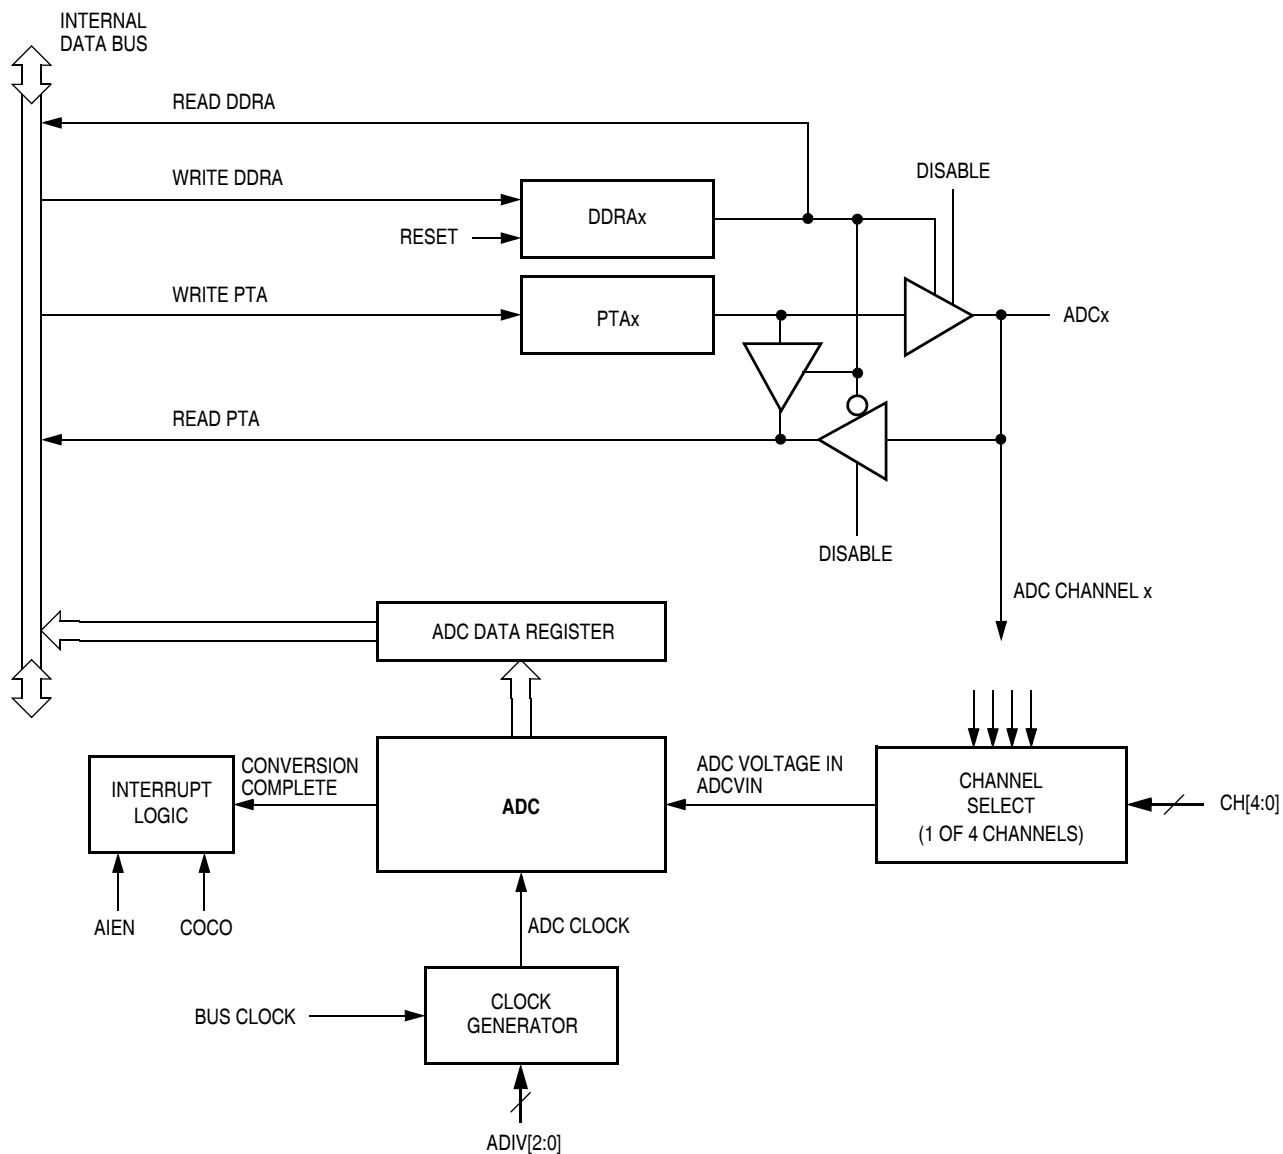 INTERNAL
DATA BUS
READ DDRA
WRITE DDRA
DISABLE
DDRAx
RESET
WRITE PTA
PTAx
ADCx
READ PTA
DISABLE
ADC CHANNEL x
ADC DATA REGISTER
INTERRUPT
LOGIC
CONVERSION
COMPLETE
ADC
ADC VOLTAGE IN
ADCVIN
CHANNEL
SELECT
(1 OF 4 CHANNELS)
CH[4:0]
AIEN
COCO
ADC CLOCK
BUS CLOCK
CLOCK
GENERATOR
ADIV[2:0]